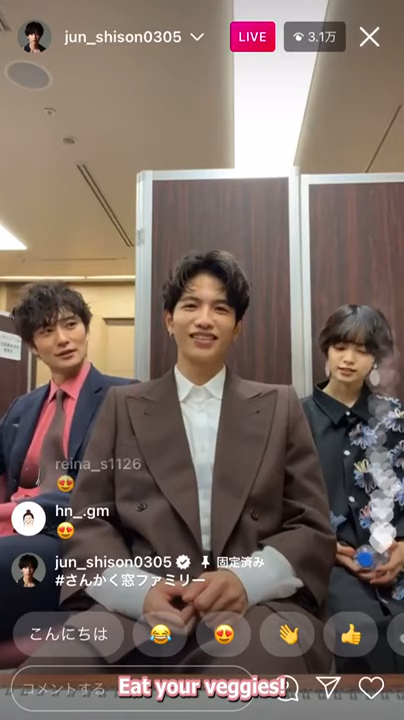 jun_shison0305
LIVE
3.1万
reina_s1126
😍
hn_.gm
😍
jun_shison0305 固定済み
#さんかく窓ファミリー
こんにちは 😂 😍 👋 👍
コメントする
Eat your veggies!